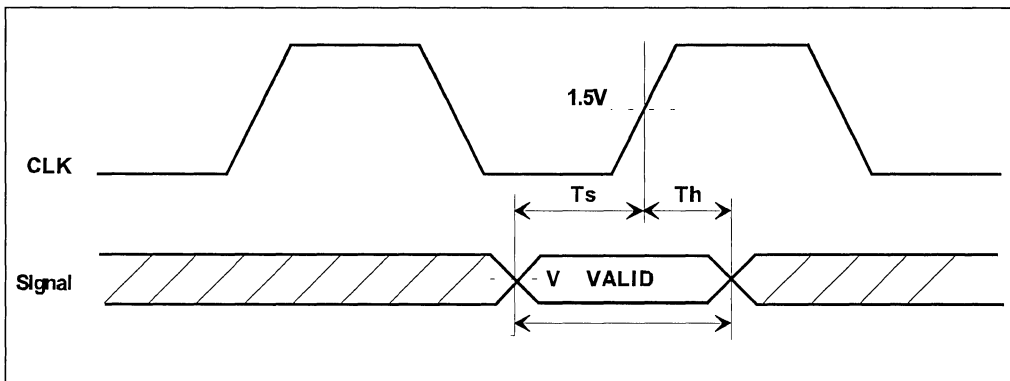 1.5V
CLK
Ts Th
Signal
V VALID